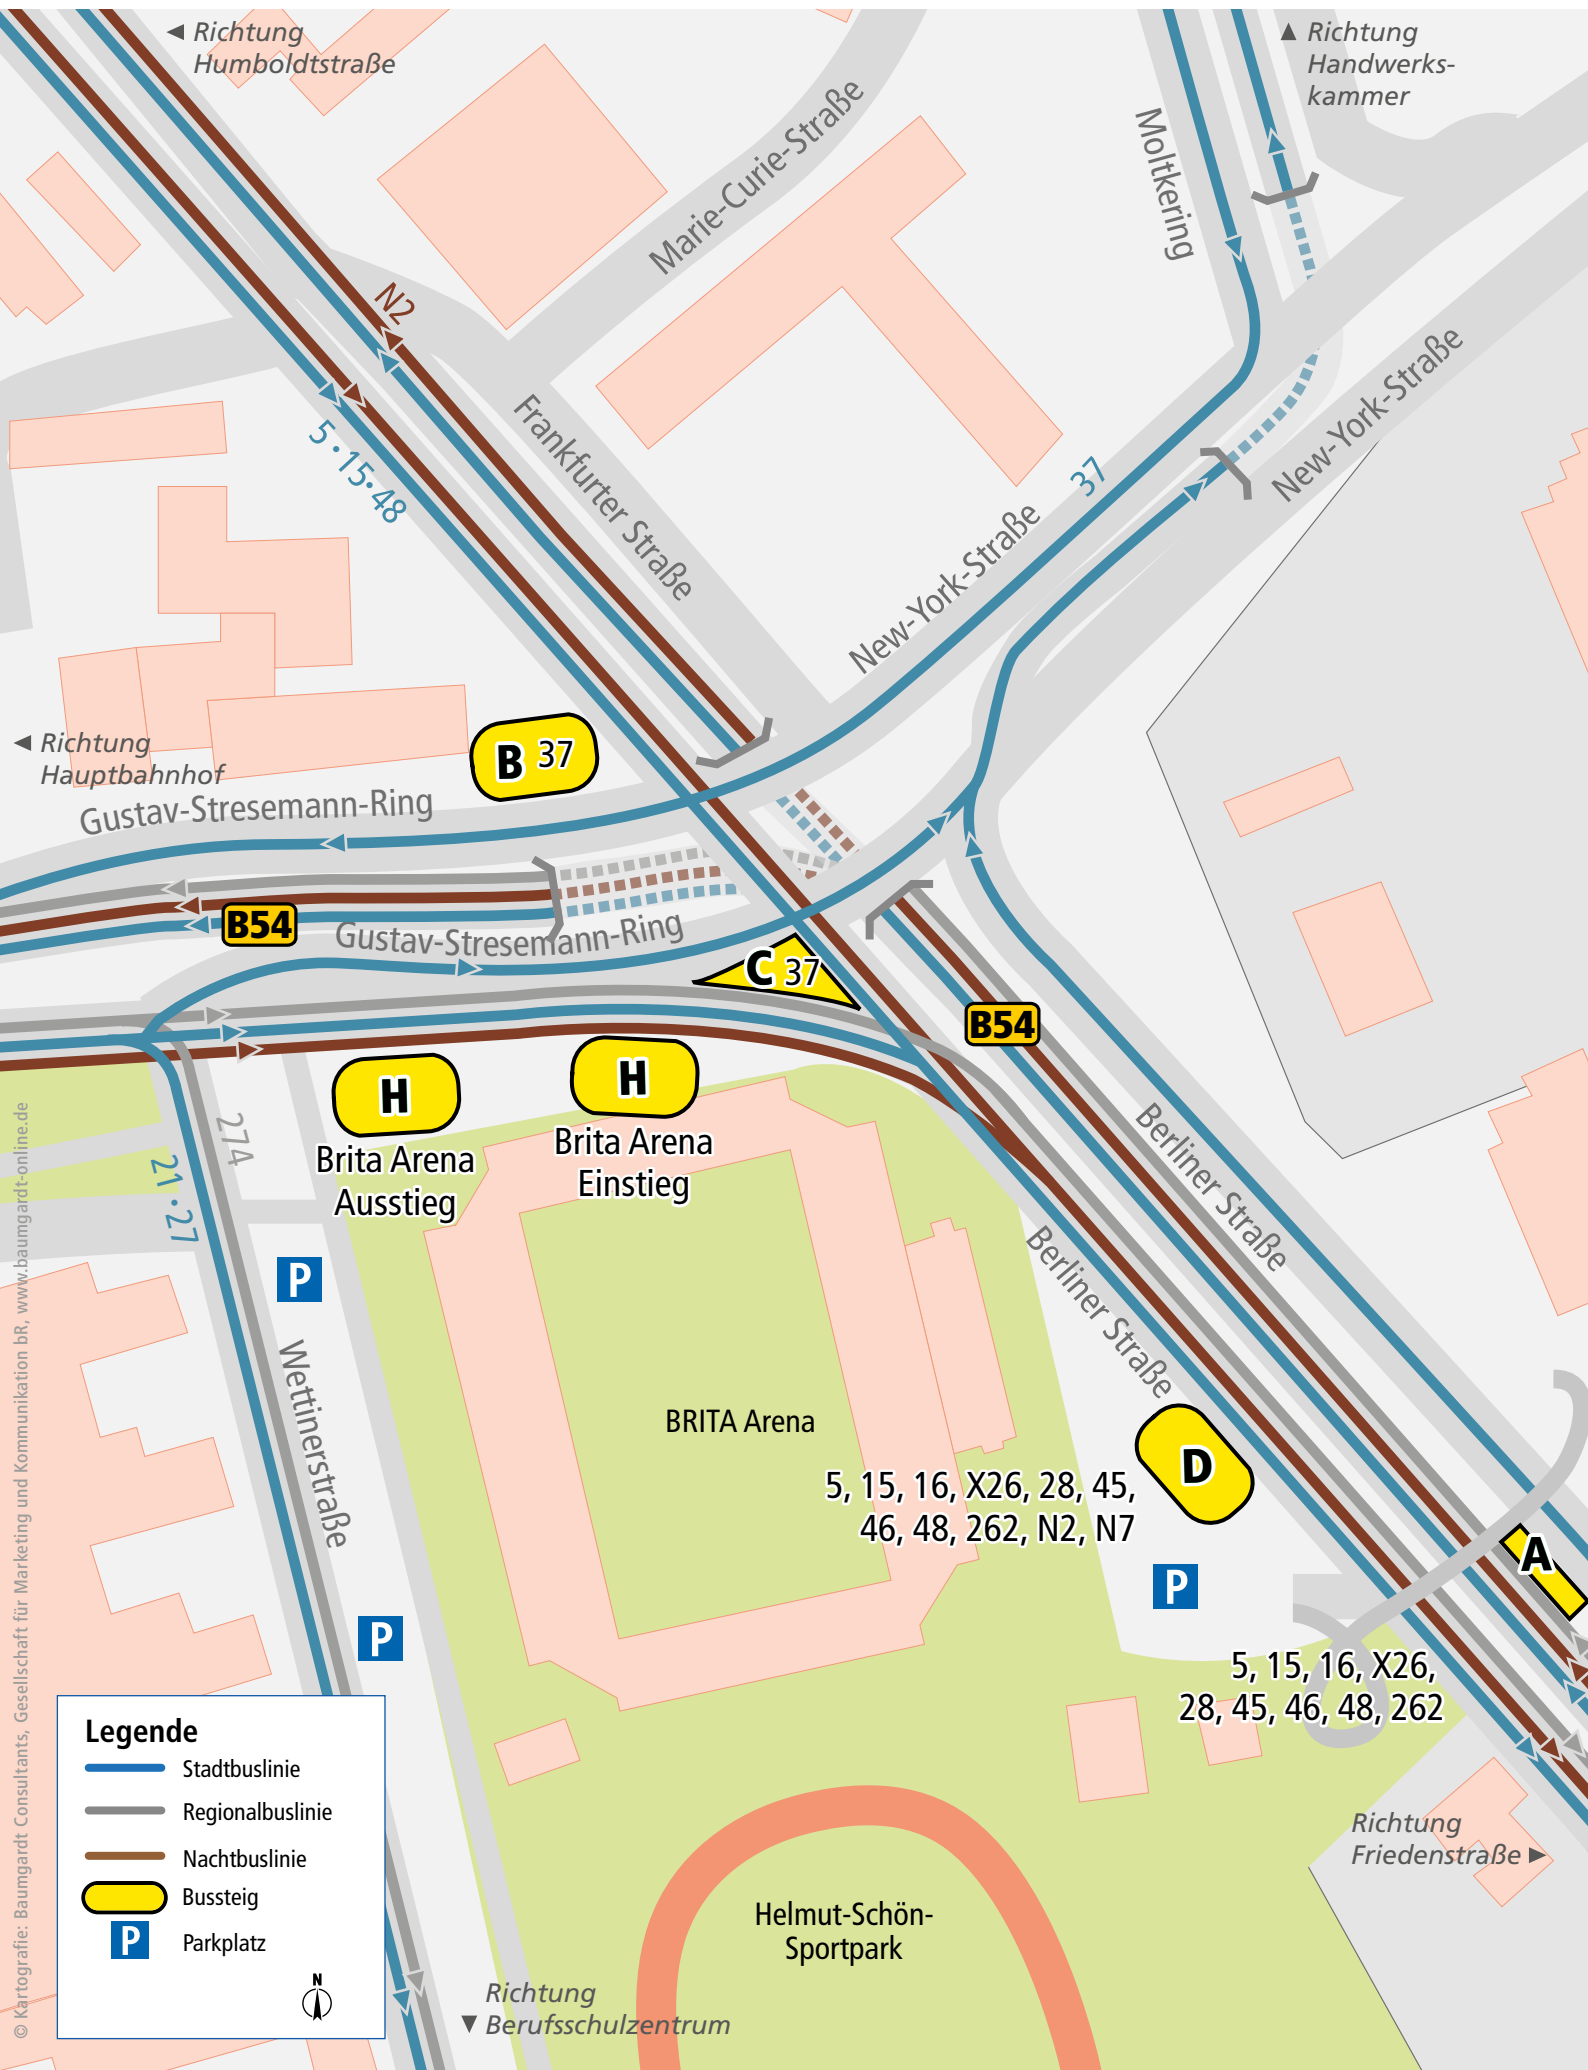 Richtung
Humboldtstraße
Richtung
Handwerks-
kammer
Marie-Curie-Straße
Moltkering
N2
5 • 15 • 48
Frankfurter Straße
New-York-Straße
37
New-York-Straße
B 37
Richtung
Hauptbahnhof
Gustav-Stresemann-Ring
B54
Gustav-Stresemann-Ring
C 37
B54
H
Brita Arena
Ausstieg
H
Brita Arena
Einstieg
274
21 • 27
Berliner Straße
Berliner Straße
P
Wettinerstraße
BRITA Arena
D
5, 15, 16, X26, 28, 45,
46, 48, 262, N2, N7
A
P
P
5, 15, 16, X26,
28, 45, 46, 48, 262
Legende
Stadtbuslinie
Regionalbuslinie
Nachtbuslinie
Bussteig
P Parkplatz
N
Richtung
Friedenstraße
Helmut-Schön-
Sportpark
Richtung
Berufsschulzentrum
© Kartografie: Baumgardt Consultants, Gesellschaft für Marketing und Kommunikation bR, www.baumgardt-online.de